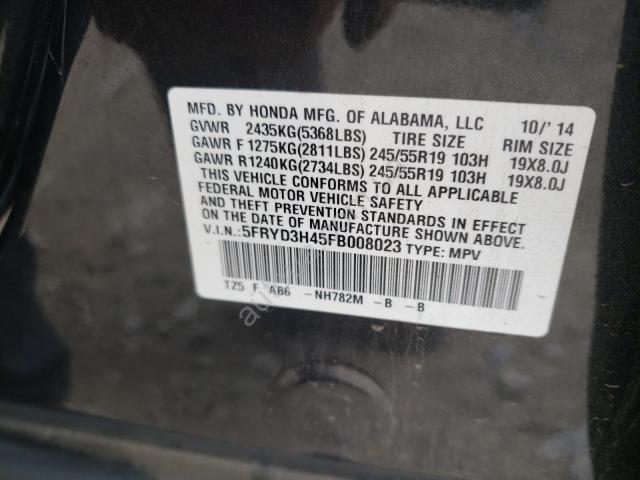 MFD. BY HONDA MFG. OF ALABAMA, LLC 10/' 14
GVWR 2435KG(5368LBS) TIRE SIZE RIM SIZE
GAWR F 1275KG(2811LBS) 245/55R19 103H 19X8.0J
GAWR R1240KG(2734LBS) 245/55R19 103H 19X8.0J
THIS VEHICLE CONFORMS TO ALL APPLICABLE
FEDERAL MOTOR VEHICLE SAFETY
AND THEFT PREVENTION STANDARDS IN EFFECT
ON THE DATE OF MANUFACTURE SHOWN ABOVE.
V.I.N.:5FRYD3H45FB008023 TYPE: MPV
TZ5 F AB6 -NH782M -B -B